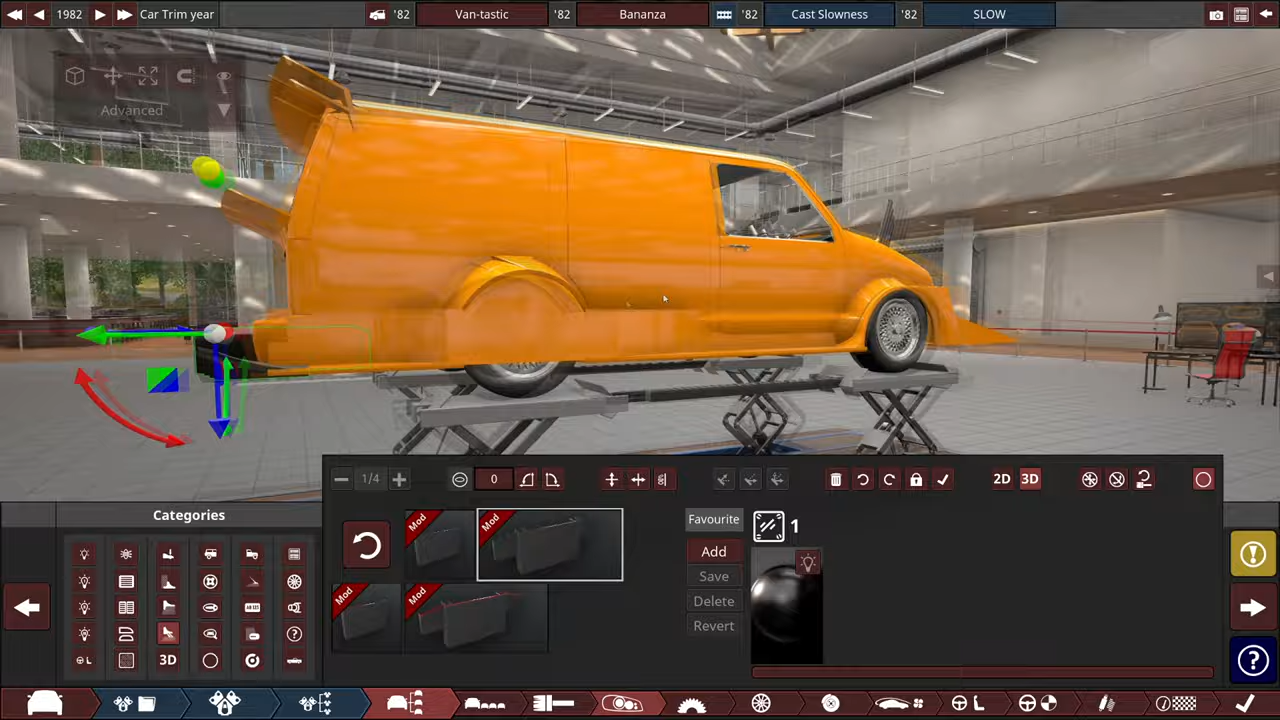 1982 Car Trim year '82 Van-tastic '82 Bananza '82 Cast Slowness '82 SLOW
Advanced
1/4 0 2D 3D
Categories
3D
Mod Mod
Mod Mod
Favourite 1
Add
Save
Delete
Revert